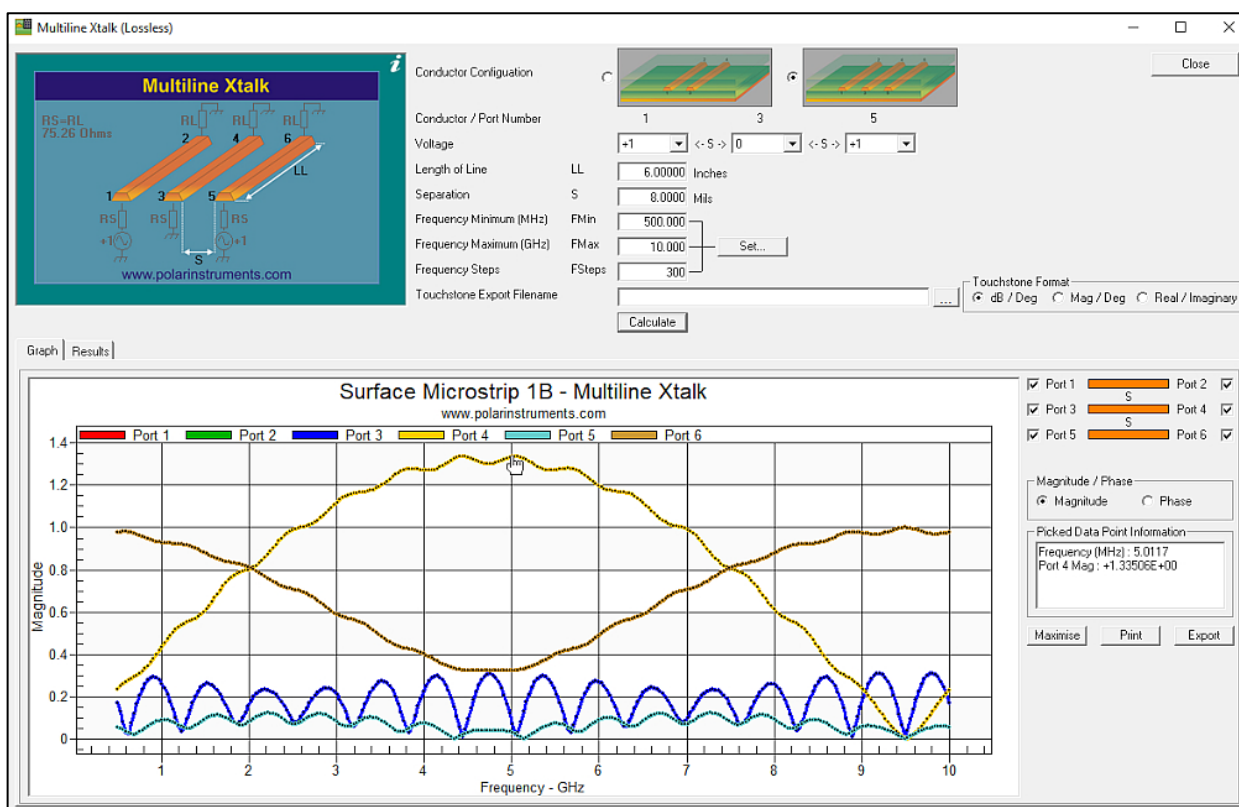 Multiline Xtalk (Lossless)
Multiline Xtalk
i
RS=RL
75.26 Ohms
RL RL RL
2 4 6
LL
1 3 5
RS RS RS
+1 +1
S
www.polarinstruments.com
Conductor Configuation
Close
Conductor / Port Number 1 3 5
Voltage +1 <- S -> 0 <- S -> +1
Length of Line LL 6.00000 Inches
Separation S 8.0000 Mils
Frequency Minimum (MHz) FMin 500.000
Frequency Maximum (GHz) FMax 10.000 Set...
Frequency Steps FSteps 300
Touchstone Export Filename ...
Touchstone Format
dB / Deg Mag / Deg Real / Imaginary
Calculate
Graph Results
Surface Microstrip 1B - Multiline Xtalk
www.polarinstruments.com
Port 1 Port 2 Port 3 Port 4 Port 5 Port 6
1.4
1.2
1.0
0.8
0.6
0.4
0.2
0
Magnitude
1 2 3 4 5 6 7 8 9 10
Frequency - GHz
Port 1 Port 2
S
Port 3 Port 4
S
Port 5 Port 6
Magnitude / Phase
Magnitude Phase
Picked Data Point Information
Frequency (MHz) : 5.0117
Port 4 Mag : +1.33506E+00
Maximise Print Export